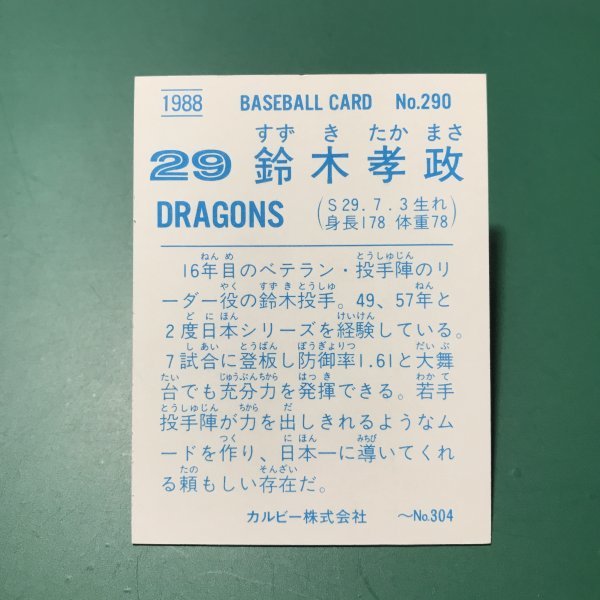 1988 BASEBALL CARD No.290
すず き たか まさ
29 鈴木孝政
DRAGONS (S29.7.3生れ
身長178 体重78)
ねん め とうしゅじん
16年目のベテラン・投手陣のリ
やく すず き とうしゅ ねん
ーダー役の鈴木投手。49、57年と
ど に ほん けいけん
2度日本シリーズを経験している。
し あい とうばん ぼうぎょりつ だい ぶ
7試合に登板し防御率1.61と大舞
たい じゅうぶんちから はっ き わか て
台でも充分力を発揮できる。若手
とうしゅじん ちから だ
投手陣が力を出しきれるようなム
つく に ほん みちび
ードを作り、日本一に導いてくれ
たの そんざい
る頼もしい存在だ。
カルビー株式会社 〜No.304